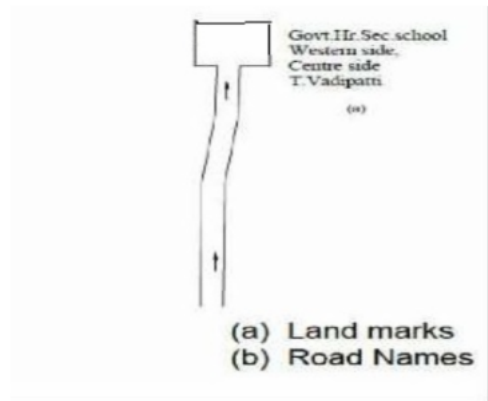 Govt.Hr.Sec.school
Western side,
Centre side
T.Vadipatti
(a)
(a) Land marks
(b) Road Names